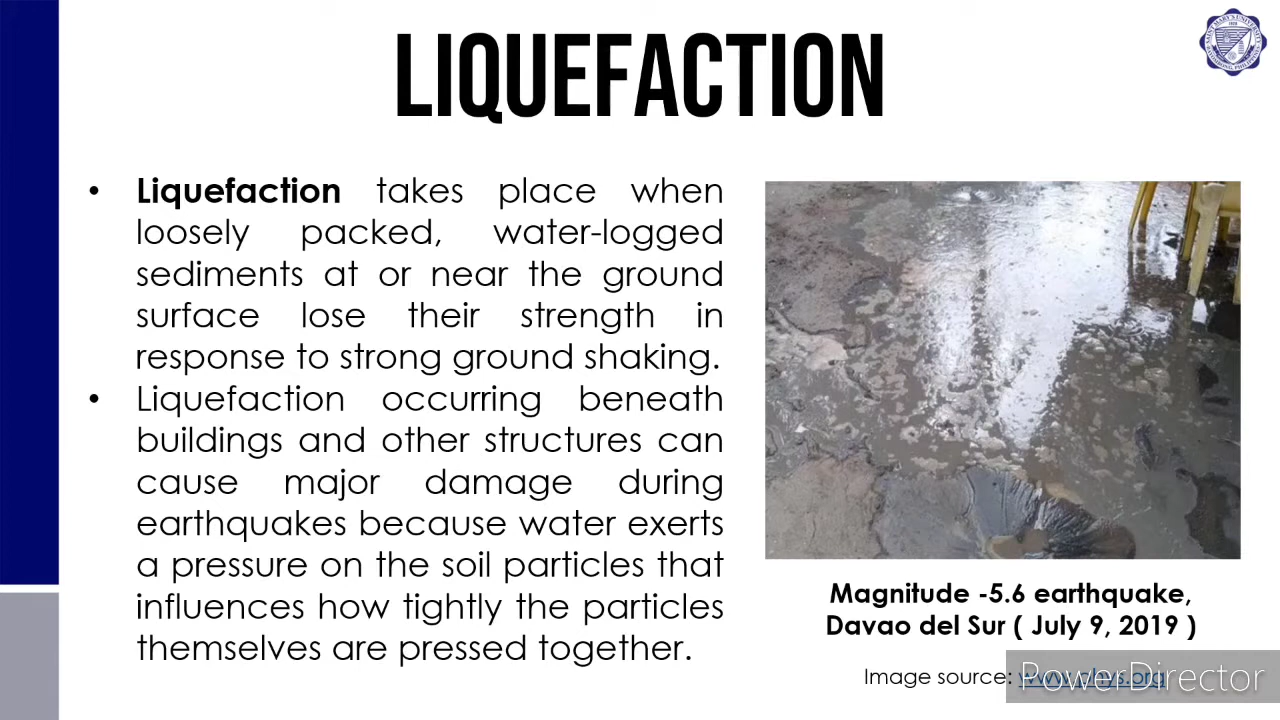 LIQUEFACTION
• Liquefaction takes place when
loosely packed, water-logged
sediments at or near the ground
surface lose their strength in
response to strong ground shaking.
• Liquefaction occurring beneath
buildings and other structures can
cause major damage during
earthquakes because water exerts
a pressure on the soil particles that
influences how tightly the particles
themselves are pressed together.
Magnitude -5.6 earthquake,
Davao del Sur ( July 9, 2019 )
Image source: www.phys.org
PowerDirector